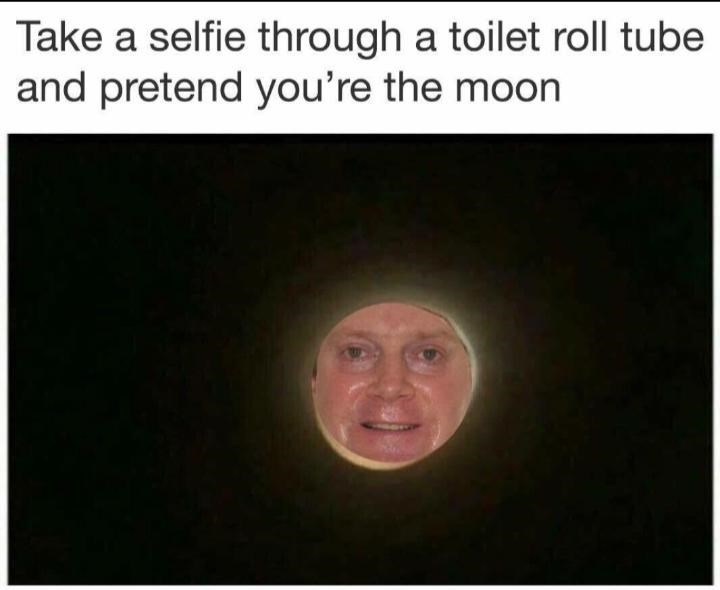 Take a selfie through a toilet roll tube
and pretend you’re the moon